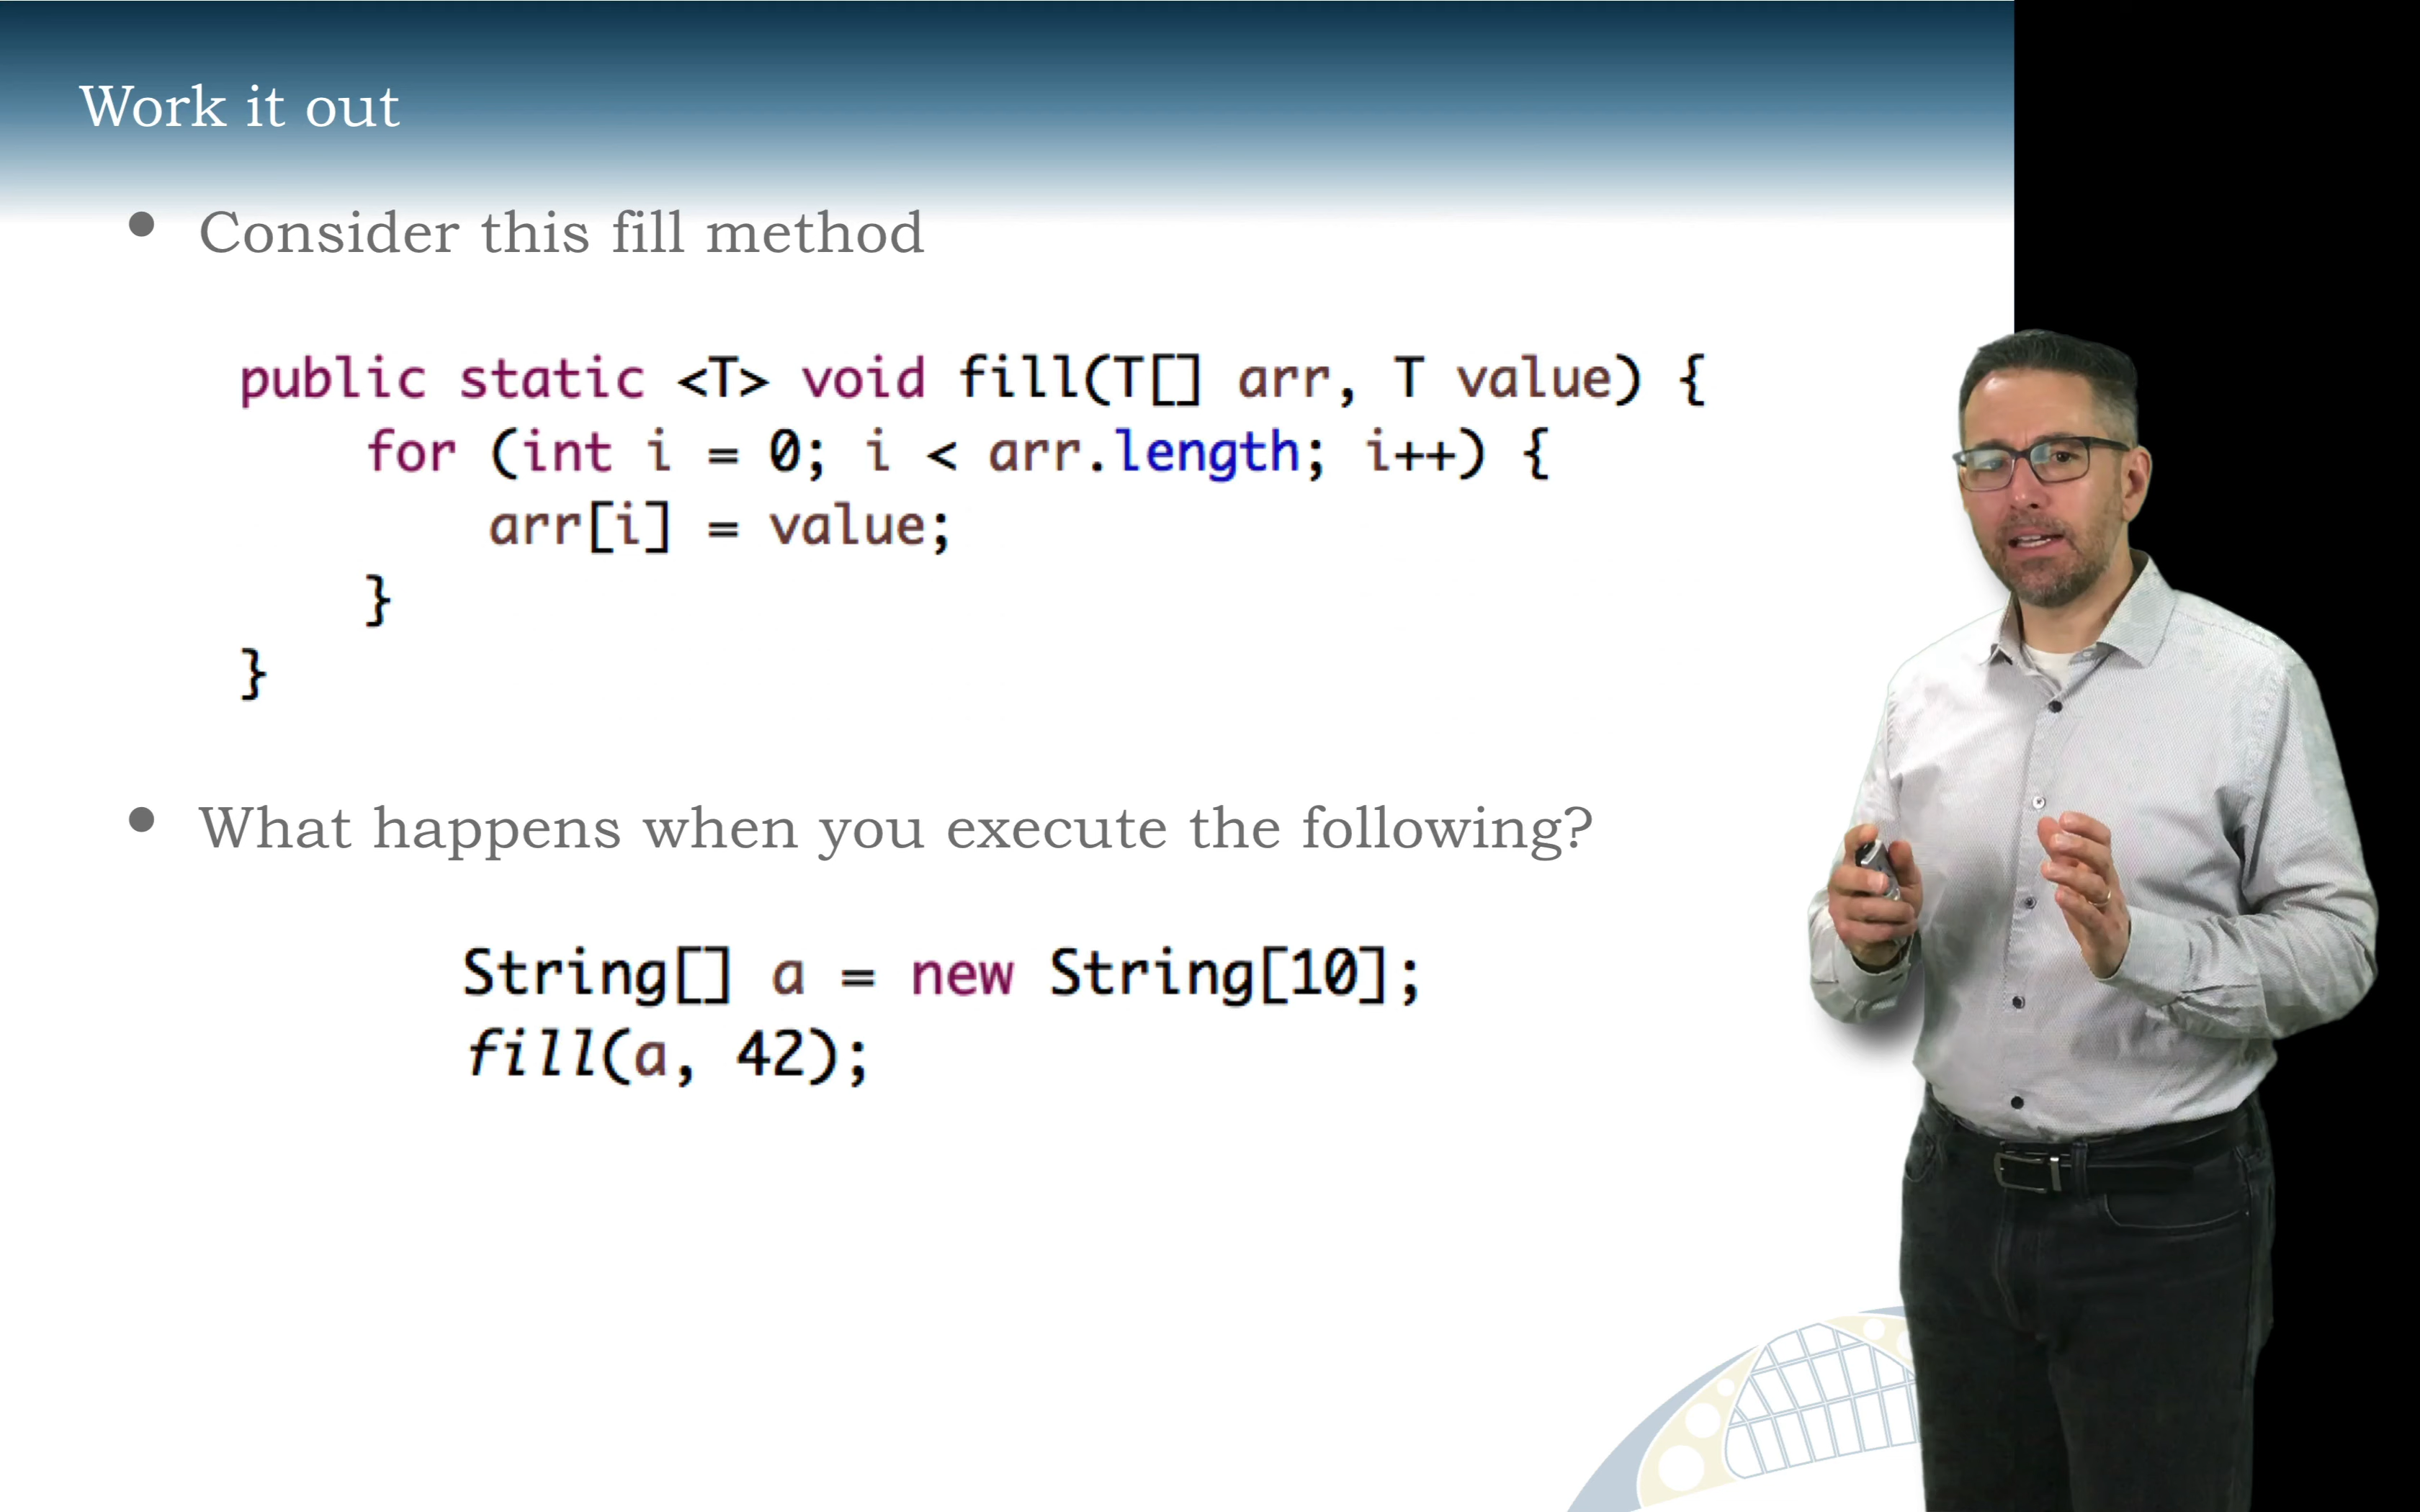 Work it out
• Consider this fill method
public static <T> void fill(T[] arr, T value) {
for (int i = 0; i < arr.length; i++) {
arr[i] = value;
}
}
• What happens when you execute the following?
String[] a = new String[10];
fill(a, 42);